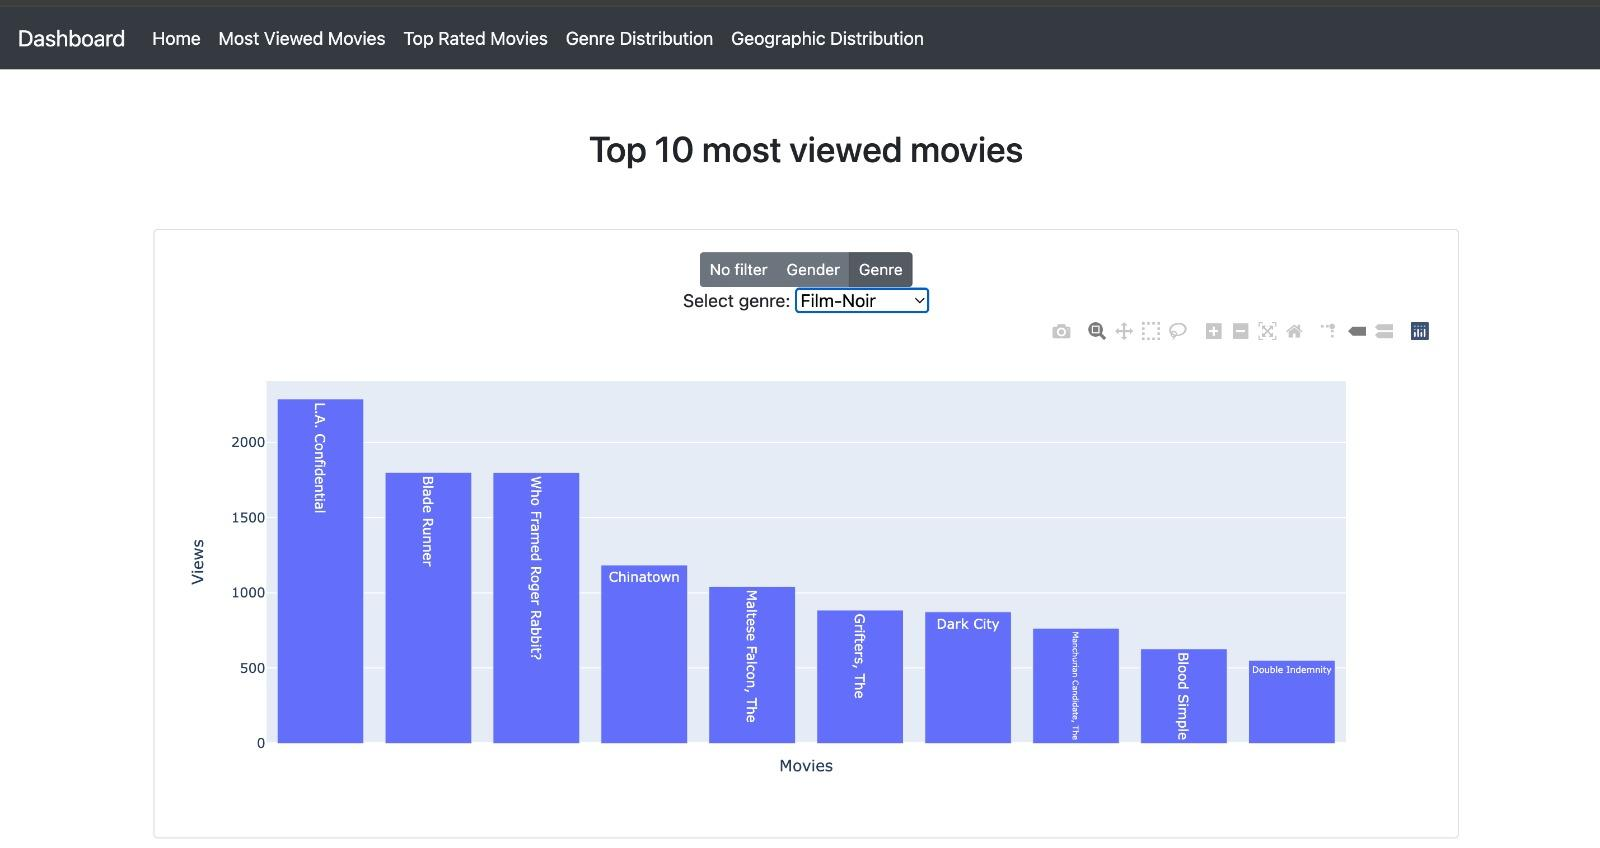 Dashboard Home Most Viewed Movies Top Rated Movies Genre Distribution Geographic Distribution
Top 10 most viewed movies
No filter Gender Genre
Select genre: Film-Noir
2000
1500
1000
500
0
Views
L.A. Confidential
Blade Runner
Who Framed Roger Rabbit?
Chinatown
Maltese Falcon, The
Grifters, The
Dark City
Manchurian Candidate, The
Blood Simple
Double Indemnity
Movies